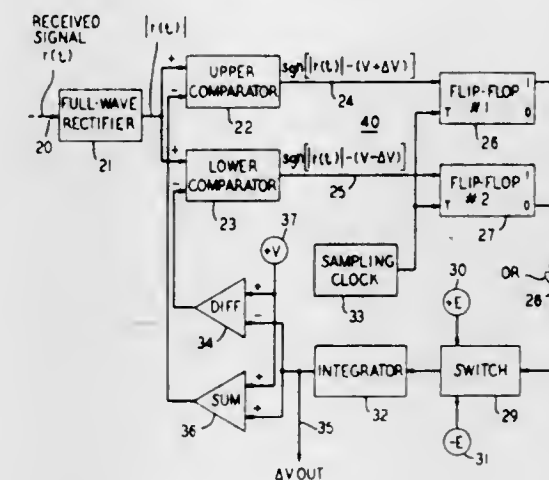 RECEIVED
SIGNAL
r(t)
|r(t)|
20
FULL-WAVE
RECTIFIER
21
+
-
UPPER
COMPARATOR
22
sgn[|r(t)|-(V+ΔV)]
24
40
FLIP-FLOP
#1
T
1
0
26
+
-
LOWER
COMPARATOR
23
sgn[|r(t)|-(V-ΔV)]
25
FLIP-FLOP
#2
T
1
0
27
37
+V
SAMPLING
CLOCK
33
OR
28
30
+E
DIFF
+
-
34
INTEGRATOR
32
SWITCH
29
SUM
+
+
36
35
-E
31
ΔV OUT